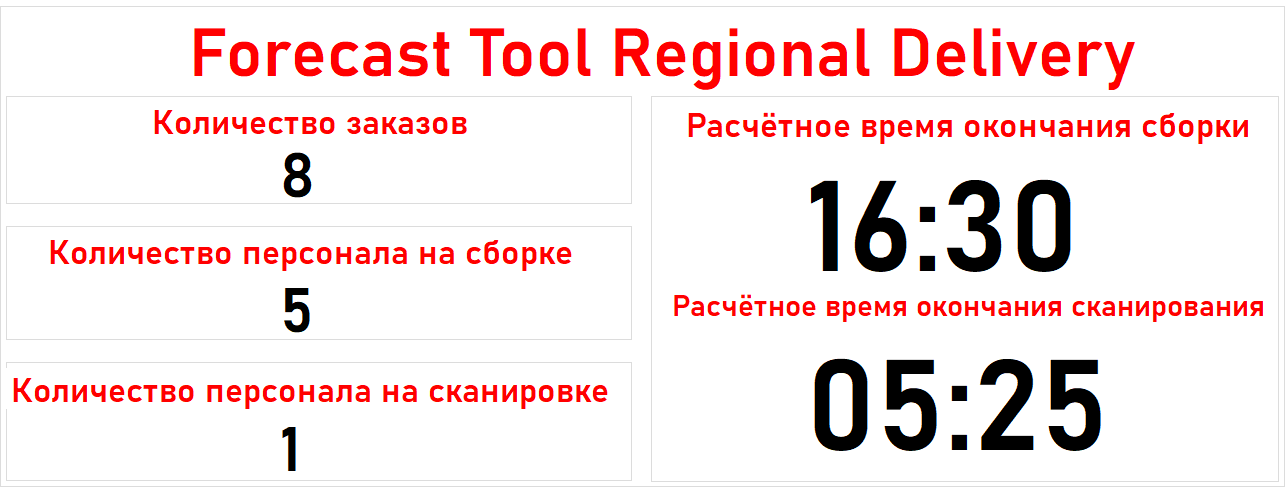 Forecast Tool Regional Delivery
Количество заказов
8
Количество персонала на сборке
5
Количество персонала на сканировке
1
Расчётное время окончания сборки
16:30
Расчётное время окончания сканирования
05:25